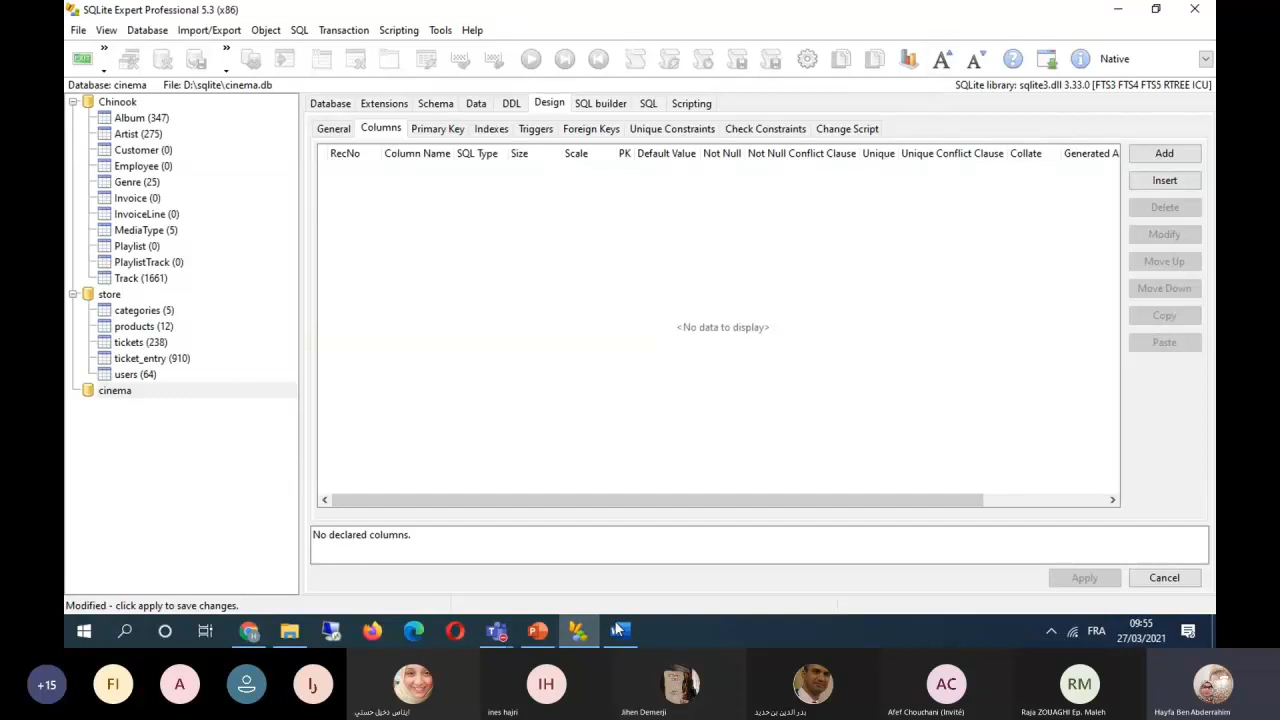 SQLite Expert Professional 5.3 (x86)
File View Database Import/Export Object SQL Transaction Scripting Tools Help
Native
Database: cinema File: D:\sqlite\cinema.db
SQLite library: sqlite3.dll 3.33.0 [FTS3 FTS4 FTS5 RTREE ICU]
Chinook
Album (347)
Artist (275)
Customer (0)
Employee (0)
Genre (25)
Invoice (0)
InvoiceLine (0)
MediaType (5)
Playlist (0)
PlaylistTrack (0)
Track (1661)
store
categories (5)
products (12)
tickets (238)
ticket_entry (910)
users (64)
cinema
Database Extensions Schema Data DDL Design SQL builder SQL Scripting
General Columns Primary Key Indexes Triggers Foreign Keys Unique Constraints Check Constraints Change Script
RecNo Column Name SQL Type Size Scale PK Default Value Not Null Not Null Conflict Clause Unique Unique Conflict Clause Collate Generated A
<No data to display>
Add
Insert
Delete
Modify
Move Up
Move Down
Copy
Paste
No declared columns.
Apply Cancel
Modified - click apply to save changes.
FRA
09:55
27/03/2021
+15 FI A را IH AC RM
ايناس دخيل حسني ines hajri Jihen Demerji بدر الدين بن حديد Afef Chouchani (Invité) Raja ZOUAGHI Ep. Maleh Hayfa Ben Abderrahim